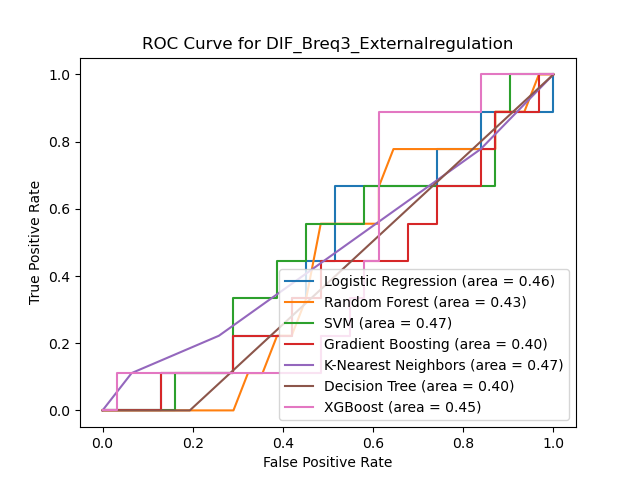 ROC Curve for DIF_Breq3_Externalregulation
1.0
0.8
0.6
0.4
0.2
0.0
True Positive Rate
Logistic Regression (area = 0.46)
Random Forest (area = 0.43)
SVM (area = 0.47)
Gradient Boosting (area = 0.40)
K-Nearest Neighbors (area = 0.47)
Decision Tree (area = 0.40)
XGBoost (area = 0.45)
0.0 0.2 0.4 0.6 0.8 1.0
False Positive Rate